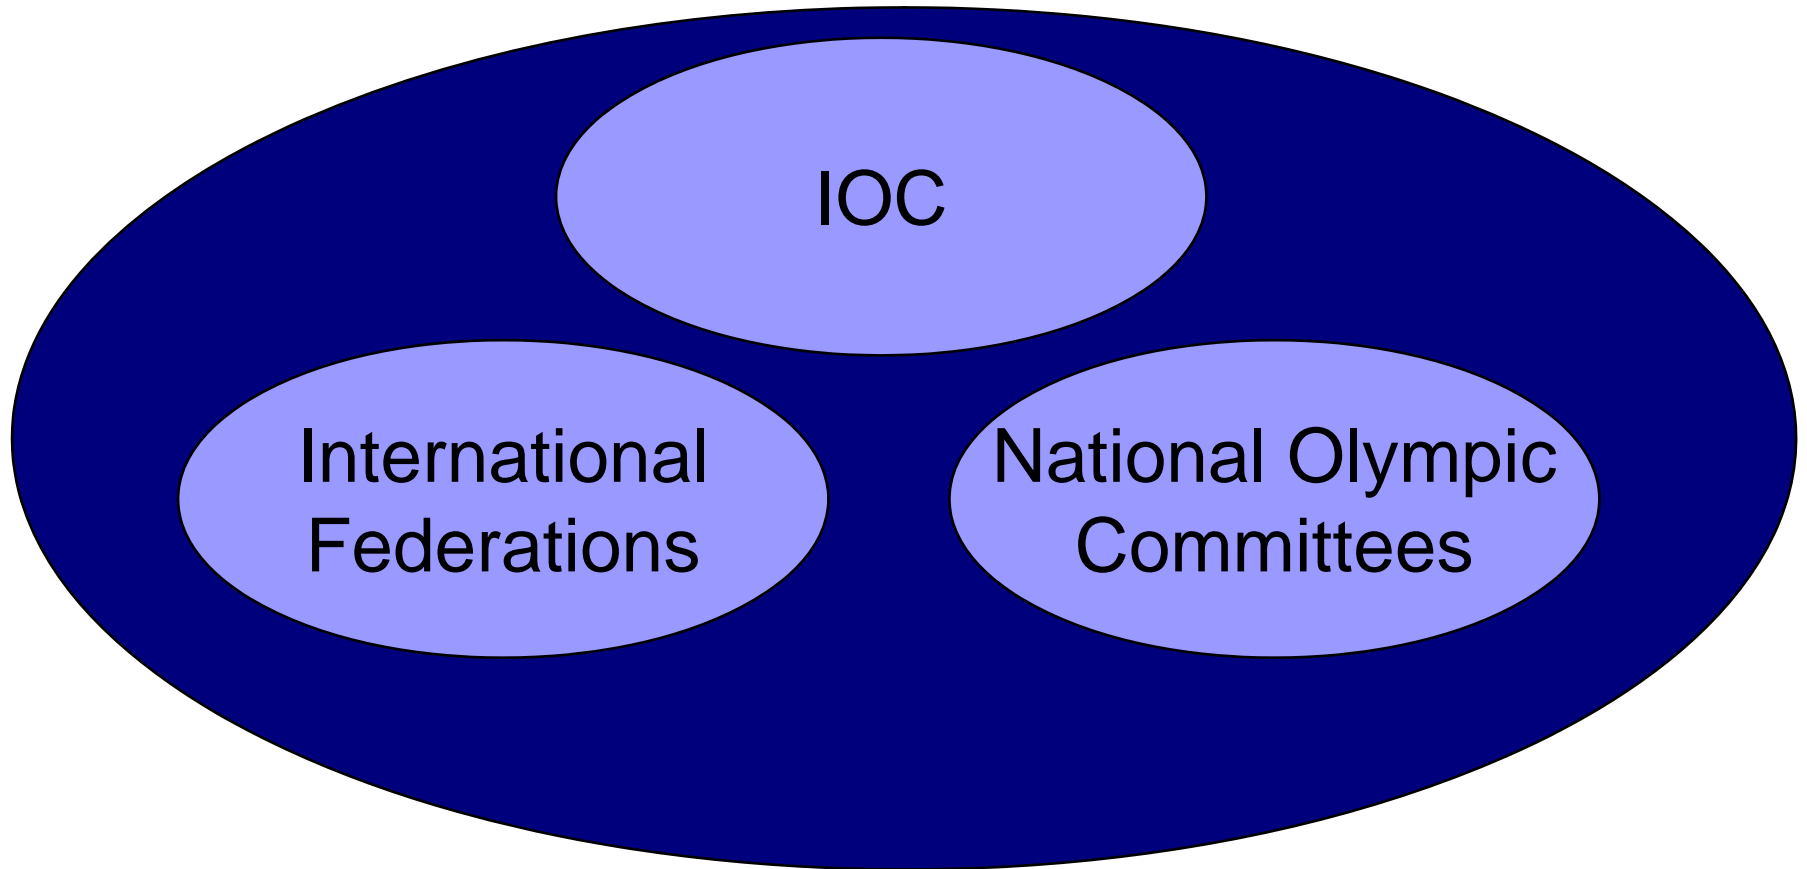 IOC
International
Federations
National Olympic
Committees